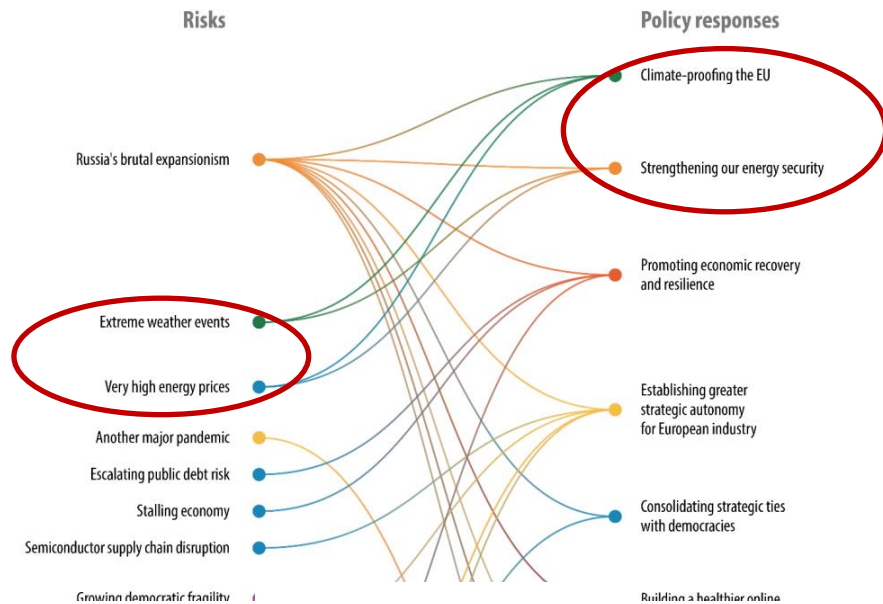 Risks
Policy responses
Climate-proofing the EU
Russia's brutal expansionism
Strengthening our energy security
Promoting economic recovery
and resilience
Extreme weather events
Very high energy prices
Establishing greater
strategic autonomy
for European industry
Another major pandemic
Escalating public debt risk
Stalling economy
Consolidating strategic ties
with democracies
Semiconductor supply chain disruption
Growing democratic fragility
Building a healthier online